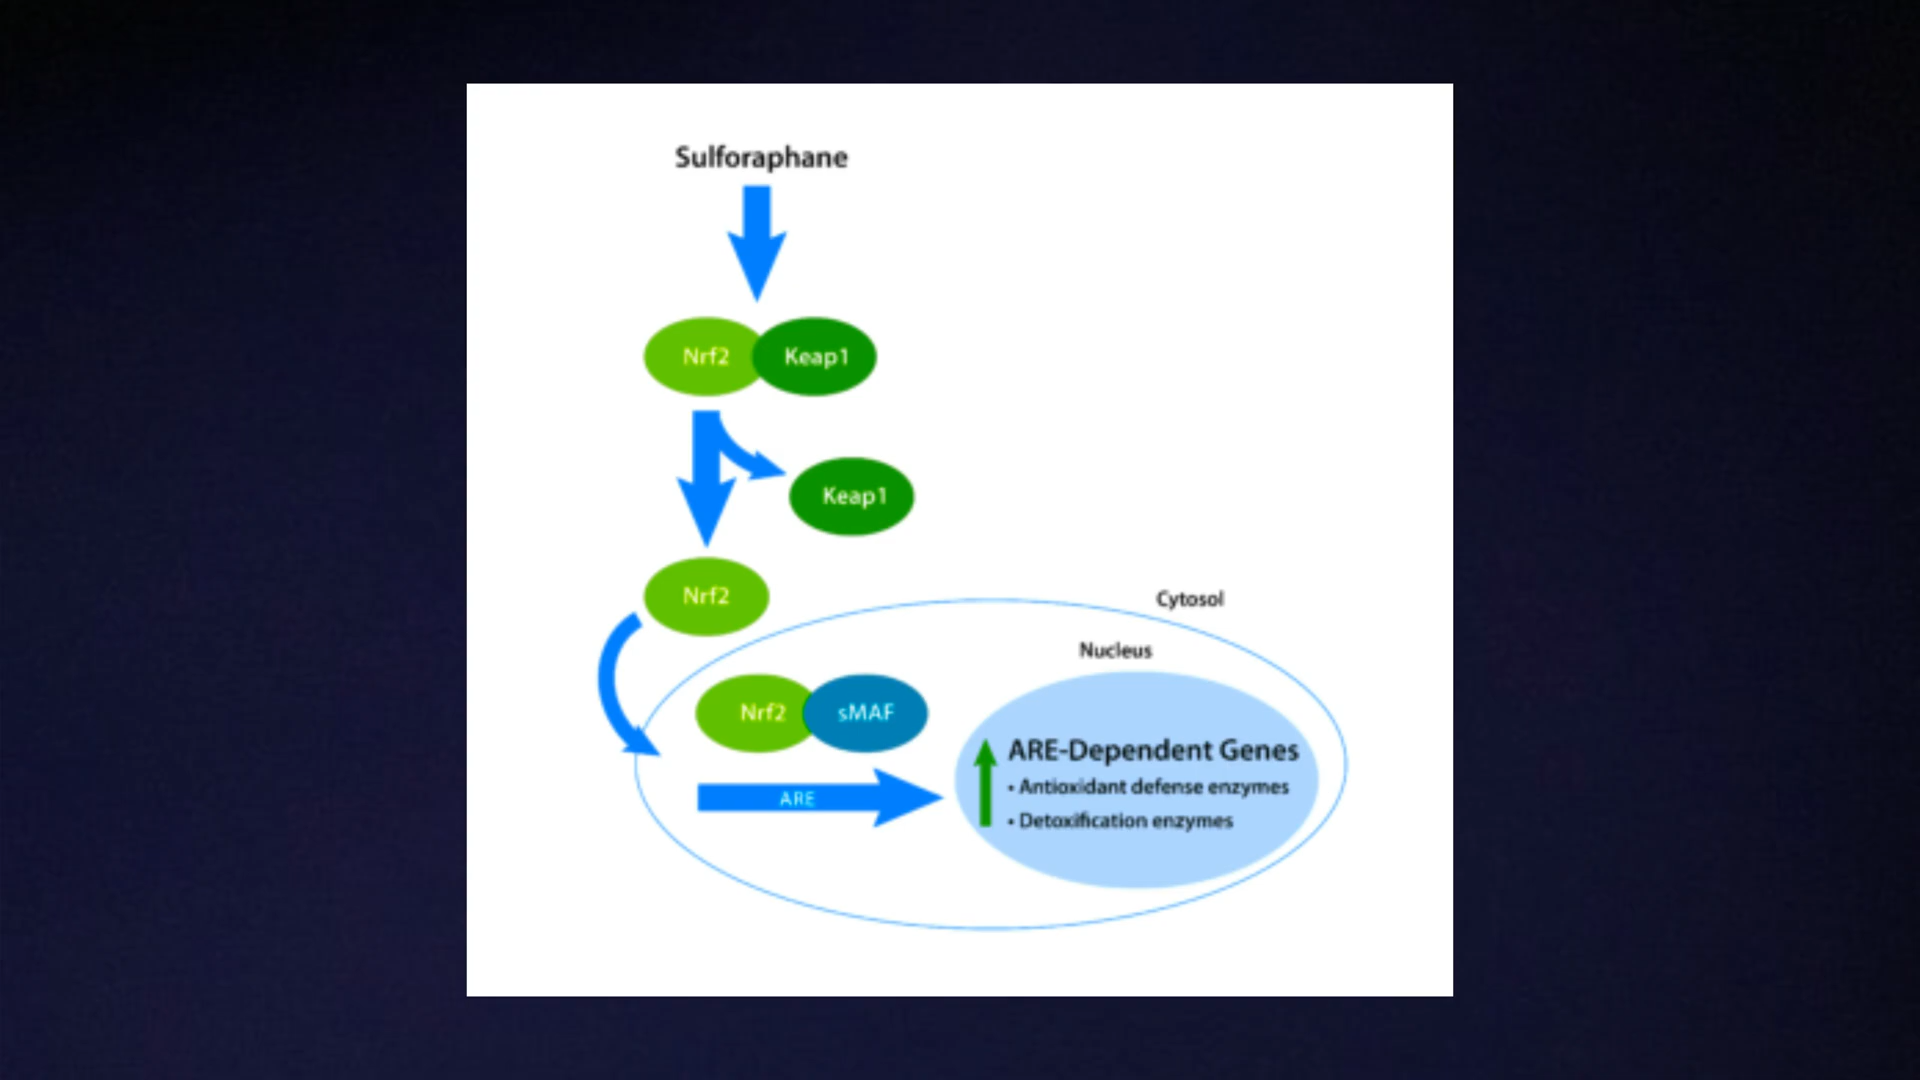 Sulforaphane
Nrf2
Keap1
Keap1
Nrf2
Cytosol
Nucleus
Nrf2
sMAF
ARE
ARE-Dependent Genes
• Antioxidant defense enzymes
• Detoxification enzymes